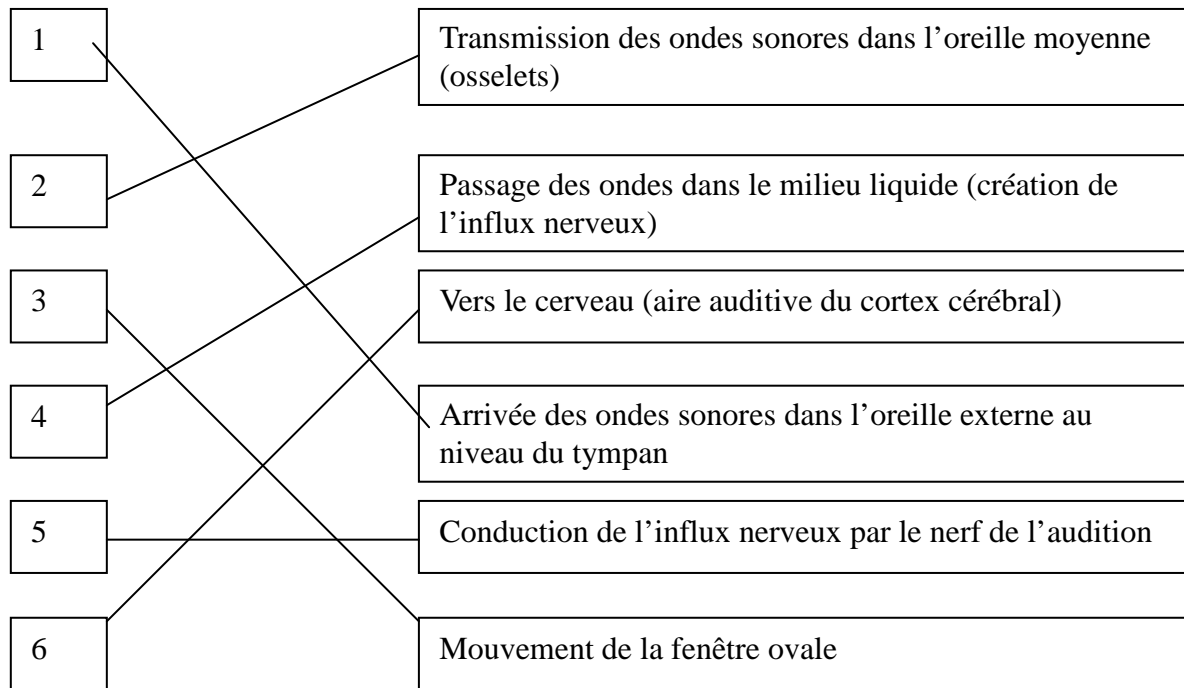 1
Transmission des ondes sonores dans l’oreille moyenne
(osselets)
2
Passage des ondes dans le milieu liquide (création de
l’influx nerveux)
3
Vers le cerveau (aire auditive du cortex cérébral)
4
Arrivée des ondes sonores dans l’oreille externe au
niveau du tympan
5
Conduction de l’influx nerveux par le nerf de l’audition
6
Mouvement de la fenêtre ovale